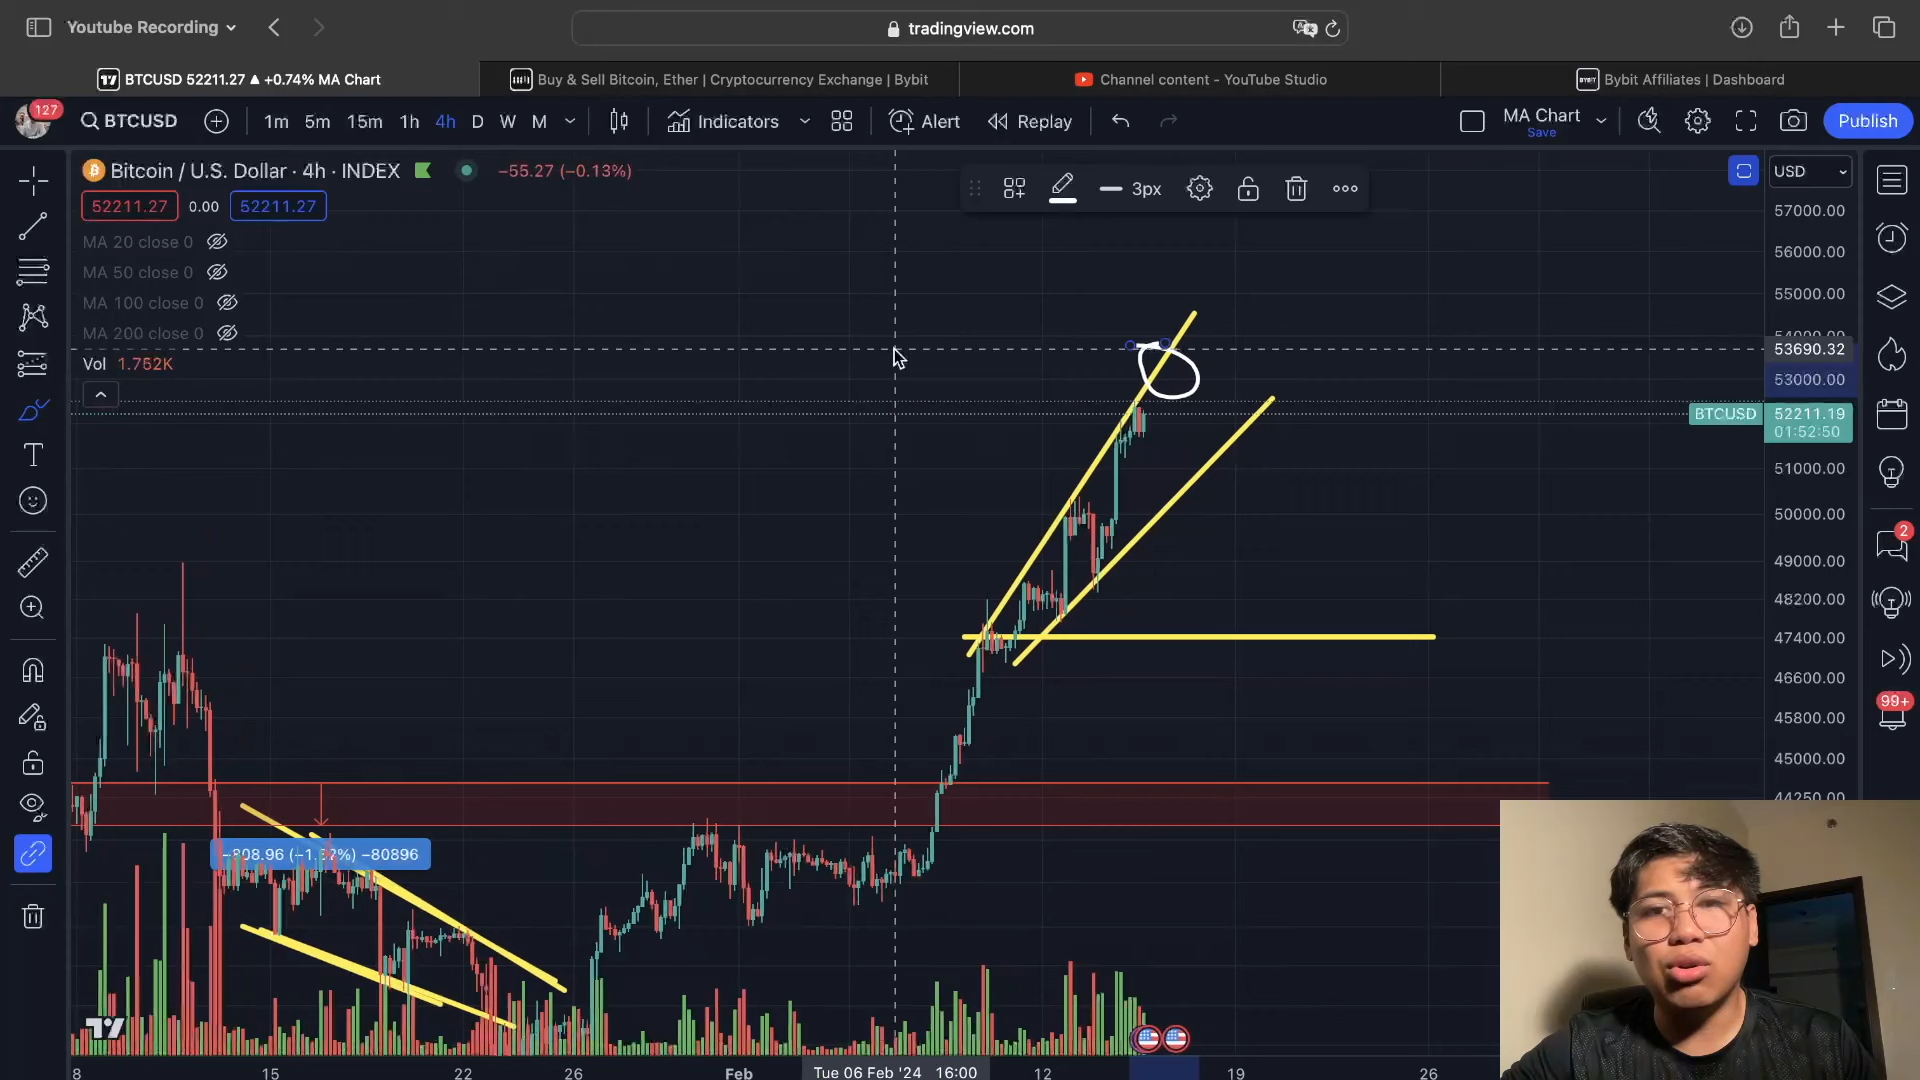 Youtube Recording
tradingview.com
BTCUSD 52211.27 ▲ +0.74% MA Chart
Buy & Sell Bitcoin, Ether | Cryptocurrency Exchange | Bybit
Channel content - YouTube Studio
BYBIT Bybit Affiliates | Dashboard
127
BTCUSD
1m 5m 15m 1h 4h D W M
Indicators
Alert
Replay
MA Chart
Save
Publish
Bitcoin / U.S. Dollar · 4h · INDEX
−55.27 (−0.13%)
3px
USD
52211.27 0.00 52211.27
MA 20 close 0
MA 50 close 0
MA 100 close 0
MA 200 close 0
Vol 1.752K
57000.00
56000.00
55000.00
54000.00
53690.32
53000.00
BTCUSD 52211.19
01:52:50
51000.00
50000.00
49000.00
48200.00
47400.00
46600.00
45800.00
45000.00
44250.00
2
99+
(−1.82%) −80896
8 15 22 26 Feb Tue 06 Feb '24 16:00 12 19 26